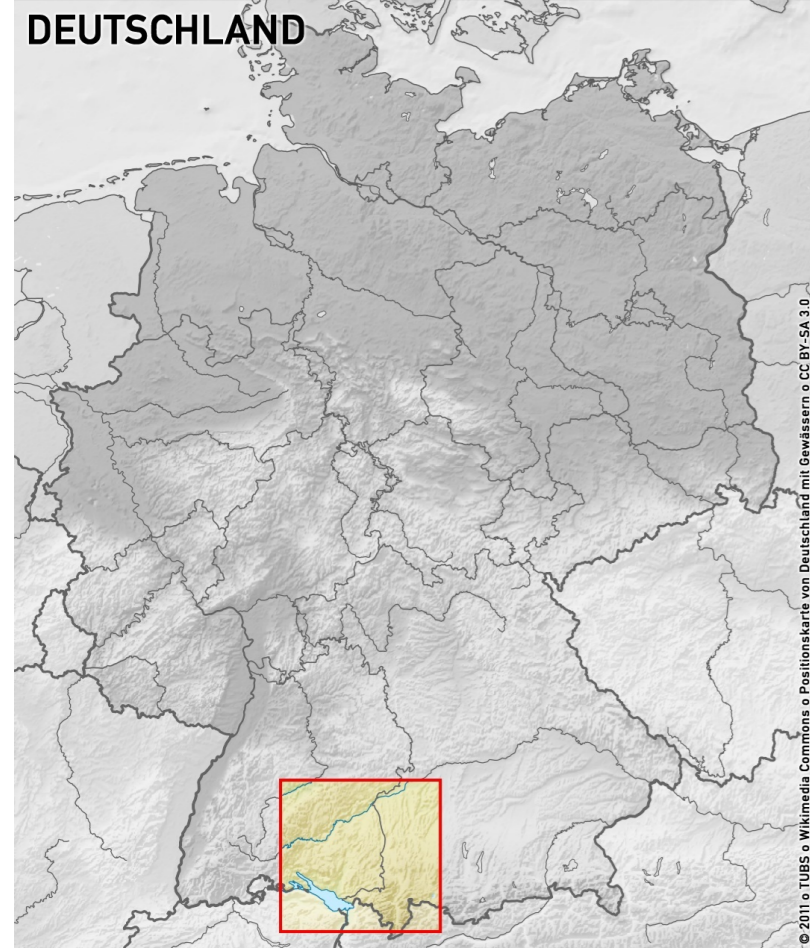 DEUTSCHLAND
© 2011 o TUBS o Wikimedia Commons o Positionskarte von Deutschland mit Gewässern o CC BY-SA 3.0